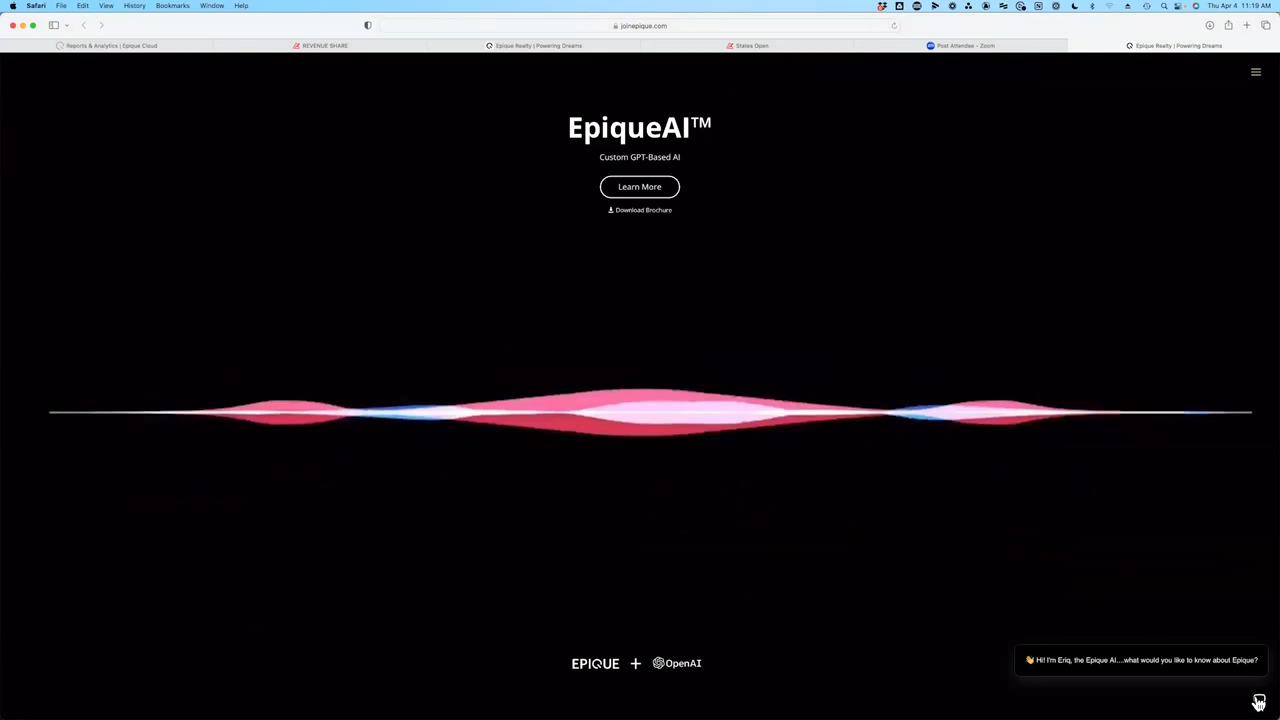 Safari File Edit View History Bookmarks Window Help Thu Apr 4 11:19 AM
joinepique.com
Reports & Analytics | Epique Cloud REVENUE SHARE Epique Realty | Powering Dreams States Open Post Attendee - Zoom Epique Realty | Powering Dreams
EpiqueAI™
Custom GPT-Based AI
Learn More
Download Brochure
EPIQUE + OpenAI
👋 Hi! I'm Eriq, the Epique AI....what would you like to know about Epique?